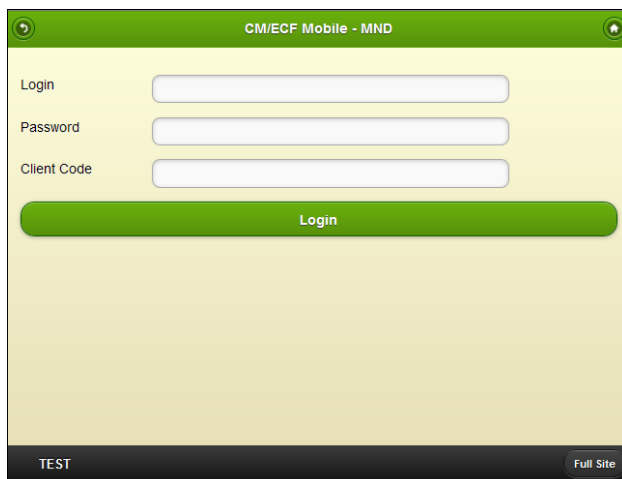 CM/ECF Mobile - MND
Login
Password
Client Code
Login
TEST
Full Site